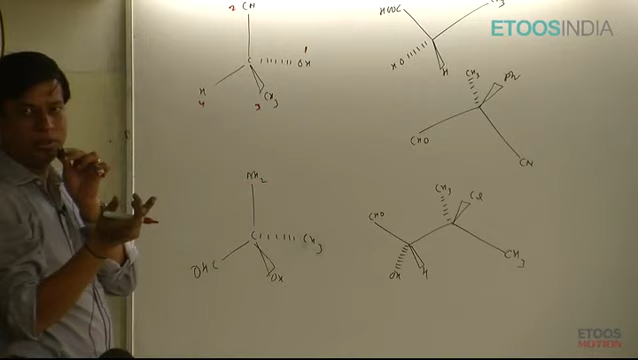 2 CN
1
C OH
H
4
3 CH3
HOOC
HO
H
ETOOSINDIA
CH3 Ph
CHO
CN
NH2
C CH3
OHC
OH
CH3 Cl
CHO
CH3
OH H
ETOOS
MOTION